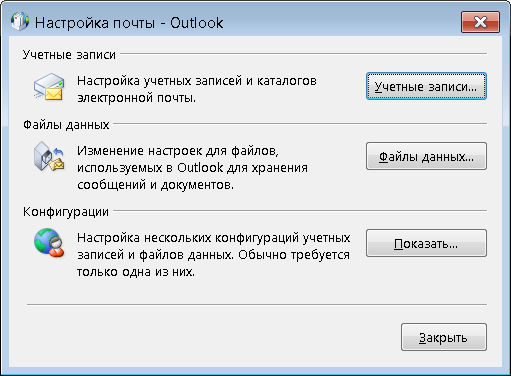 Настройка почты - Outlook
Учетные записи
Настройка учетных записей и каталогов
электронной почты.
Учетные записи...
Файлы данных
Изменение настроек для файлов,
используемых в Outlook для хранения
сообщений и документов.
Файлы данных...
Конфигурации
Настройка нескольких конфигураций учетных
записей и файлов данных. Обычно требуется
только одна из них.
Показать...
Закрыть